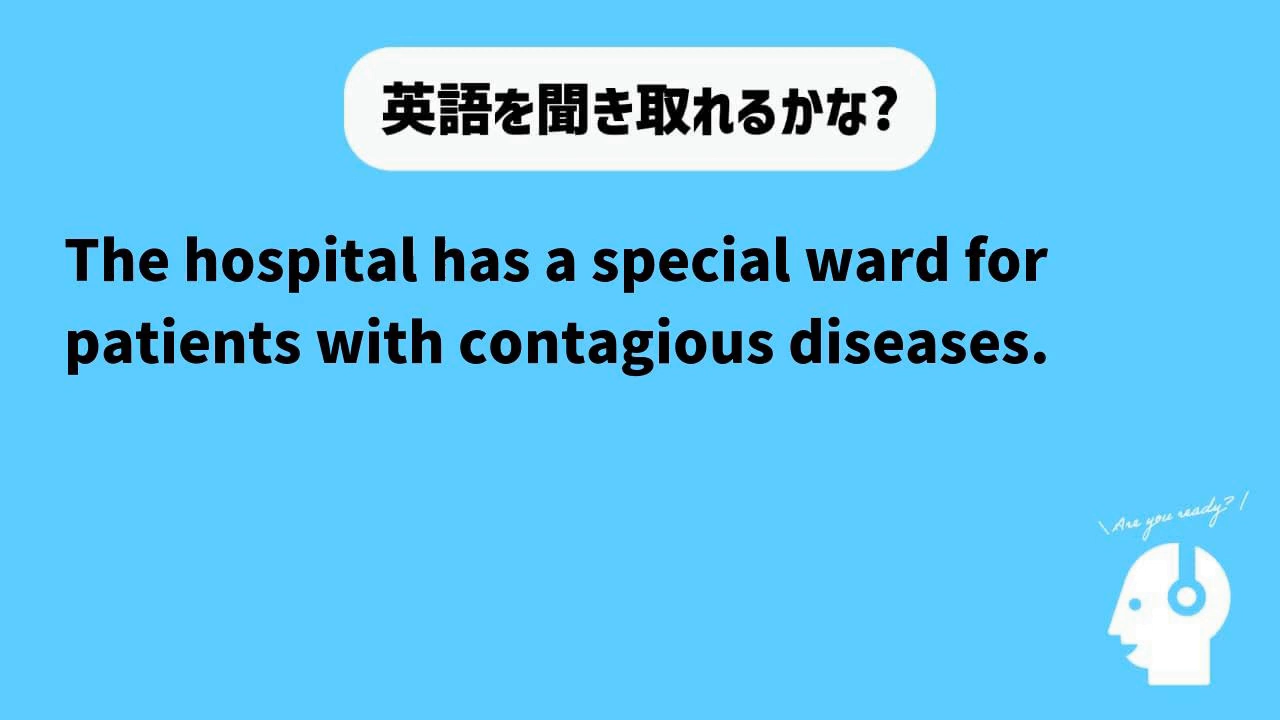 英語を聞き取れるかな?
The hospital has a special ward for
patients with contagious diseases.
\Are you ready?/